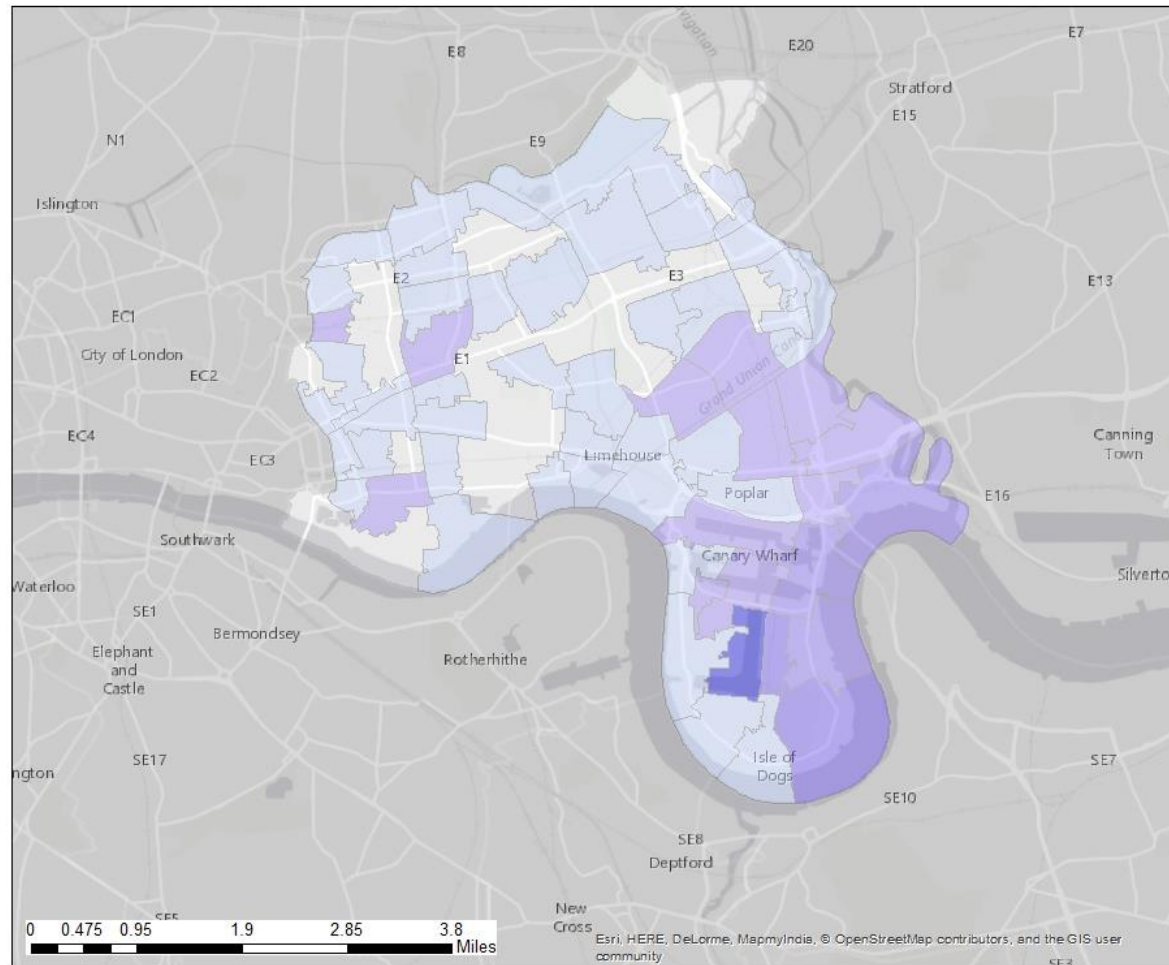 E8
E20
E7
Stratford
E15
N1
E9
Islington
E2
E3
E13
EC1
City of London
E1
EC2
Grand Union Canal
EC4
EC3
Limehouse
Canning
Town
Poplar
E16
Southwark
Canary Wharf
Waterloo
SE1
Silverto
Bermondsey
Elephant
and
Castle
Rotherhithe
SE17
ngton
Isle of
Dogs
SE7
SE10
SE8
Deptford
New
Cross
SE5
SE3
0 0.475 0.95 1.9 2.85 3.8
Miles
Esri, HERE, DeLorme, MapmyIndia, © OpenStreetMap contributors, and the GIS user
community